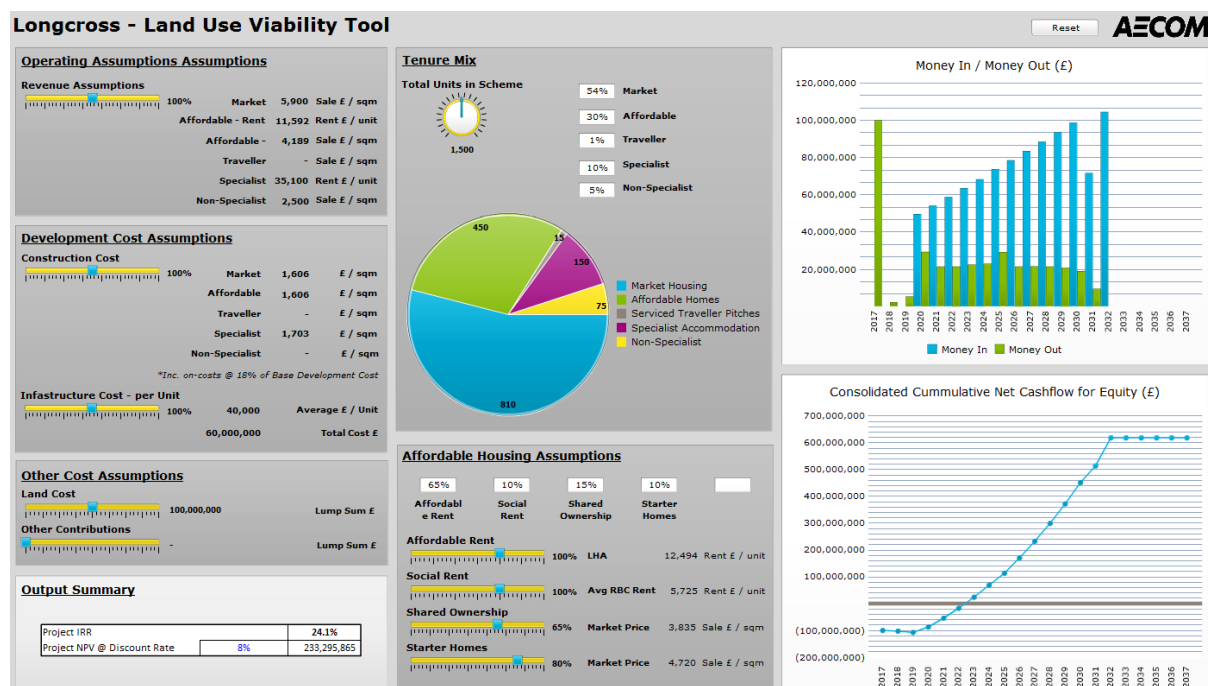 Longcross - Land Use Viability Tool
Reset
AECOM
Operating Assumptions Assumptions
Revenue Assumptions
100% Market 5,900 Sale £ / sqm
Affordable - Rent 11,592 Rent £ / unit
Affordable - 4,189 Sale £ / sqm
Traveller - Sale £ / sqm
Specialist 35,100 Rent £ / unit
Non-Specialist 2,500 Sale £ / sqm
Development Cost Assumptions
Construction Cost
100% Market 1,606 £ / sqm
Affordable 1,606 £ / sqm
Traveller - £ / sqm
Specialist 1,703 £ / sqm
Non-Specialist - £ / sqm
*Inc. on-costs @ 18% of Base Development Cost
Infastructure Cost - per Unit
100% 40,000 Average £ / Unit
60,000,000 Total Cost £
Other Cost Assumptions
Land Cost
100,000,000 Lump Sum £
Other Contributions
- Lump Sum £
Output Summary
Project IRR 24.1%
Project NPV @ Discount Rate 8% 233,295,865
Tenure Mix
Total Units in Scheme
1,500
54% Market
30% Affordable
1% Traveller
10% Specialist
5% Non-Specialist
450
15
150
75
810
Market Housing
Affordable Homes
Serviced Traveller Pitches
Specialist Accommodation
Non-Specialist
Affordable Housing Assumptions
65% 10% 15% 10%
Affordabl Social Shared Starter
e Rent Rent Ownership Homes
Affordable Rent
100% LHA 12,494 Rent £ / unit
Social Rent
100% Avg RBC Rent 5,725 Rent £ / unit
Shared Ownership
65% Market Price 3,835 Sale £ / sqm
Starter Homes
80% Market Price 4,720 Sale £ / sqm
Money In / Money Out (£)
120,000,000
100,000,000
80,000,000
60,000,000
40,000,000
20,000,000
2017 2018 2019 2020 2021 2022 2023 2024 2025 2026 2027 2028 2029 2030 2031 2032 2033 2034 2035 2036 2037
Money In Money Out
Consolidated Cummulative Net Cashflow for Equity (£)
700,000,000
600,000,000
500,000,000
400,000,000
300,000,000
200,000,000
100,000,000
(100,000,000)
(200,000,000)
2017 2018 2019 2020 2021 2022 2023 2024 2025 2026 2027 2028 2029 2030 2031 2032 2033 2034 2035 2036 2037